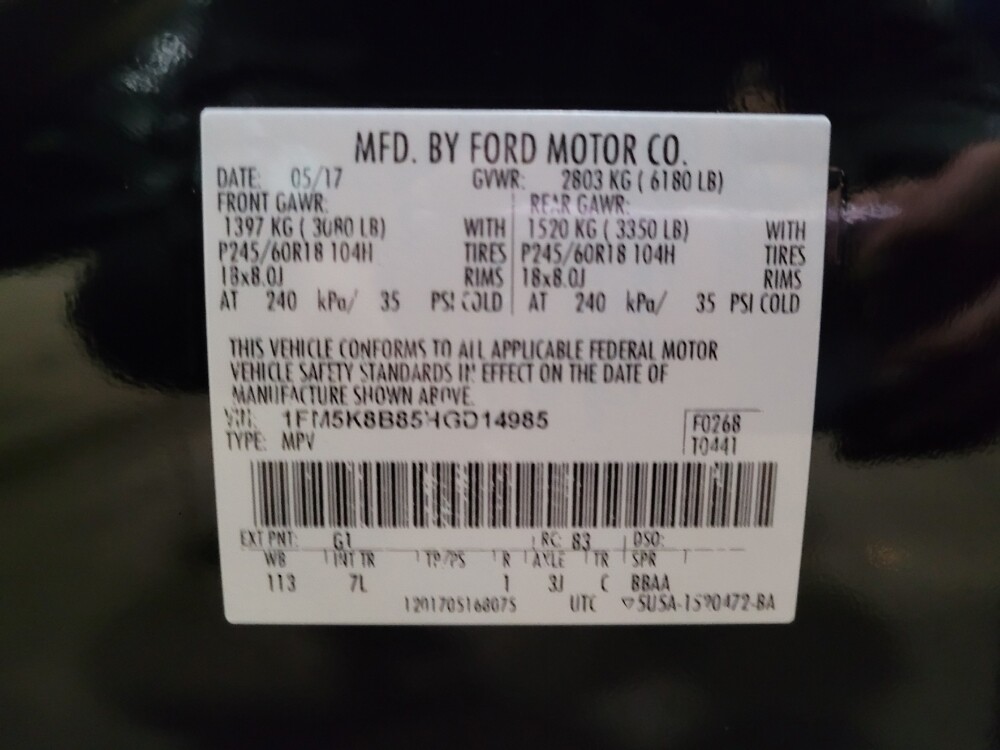 MFD. BY FORD MOTOR CO.
DATE: 05/17 GVWR: 2803 KG ( 6180 LB)
FRONT GAWR: REAR GAWR:
1397 KG ( 3080 LB) WITH 1520 KG ( 3350 LB) WITH
P245/60R18 104H TIRES P245/60R18 104H TIRES
18x8.0J RIMS 18x8.0J RIMS
AT 240 kPa/ 35 PSI COLD AT 240 kPa/ 35 PSI COLD
THIS VEHICLE CONFORMS TO ALL APPLICABLE FEDERAL MOTOR
VEHICLE SAFETY STANDARDS IN EFFECT ON THE DATE OF
MANUFACTURE SHOWN ABOVE.
VIN: 1FM5K8B85HGD14985 F0268
TYPE: MPV T0441
EXT PNT: G1 RC: 83 DSO:
WB INT TR TP/PS R AXLE TR SPR
113 7L 1 3J C BBAA
1201705168075 UTC ▽5USA-1520472-BA